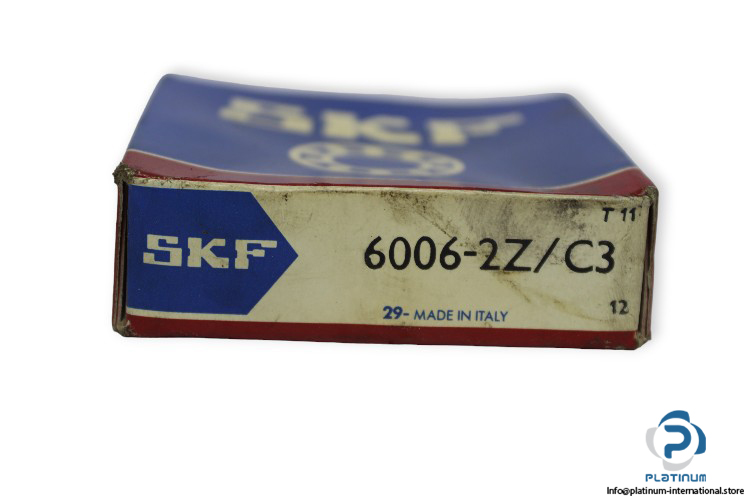 SKF
T 11
SKF
6006-2Z/C3
29- MADE IN ITALY
12
PLATINUM
Info@platinum-international.store